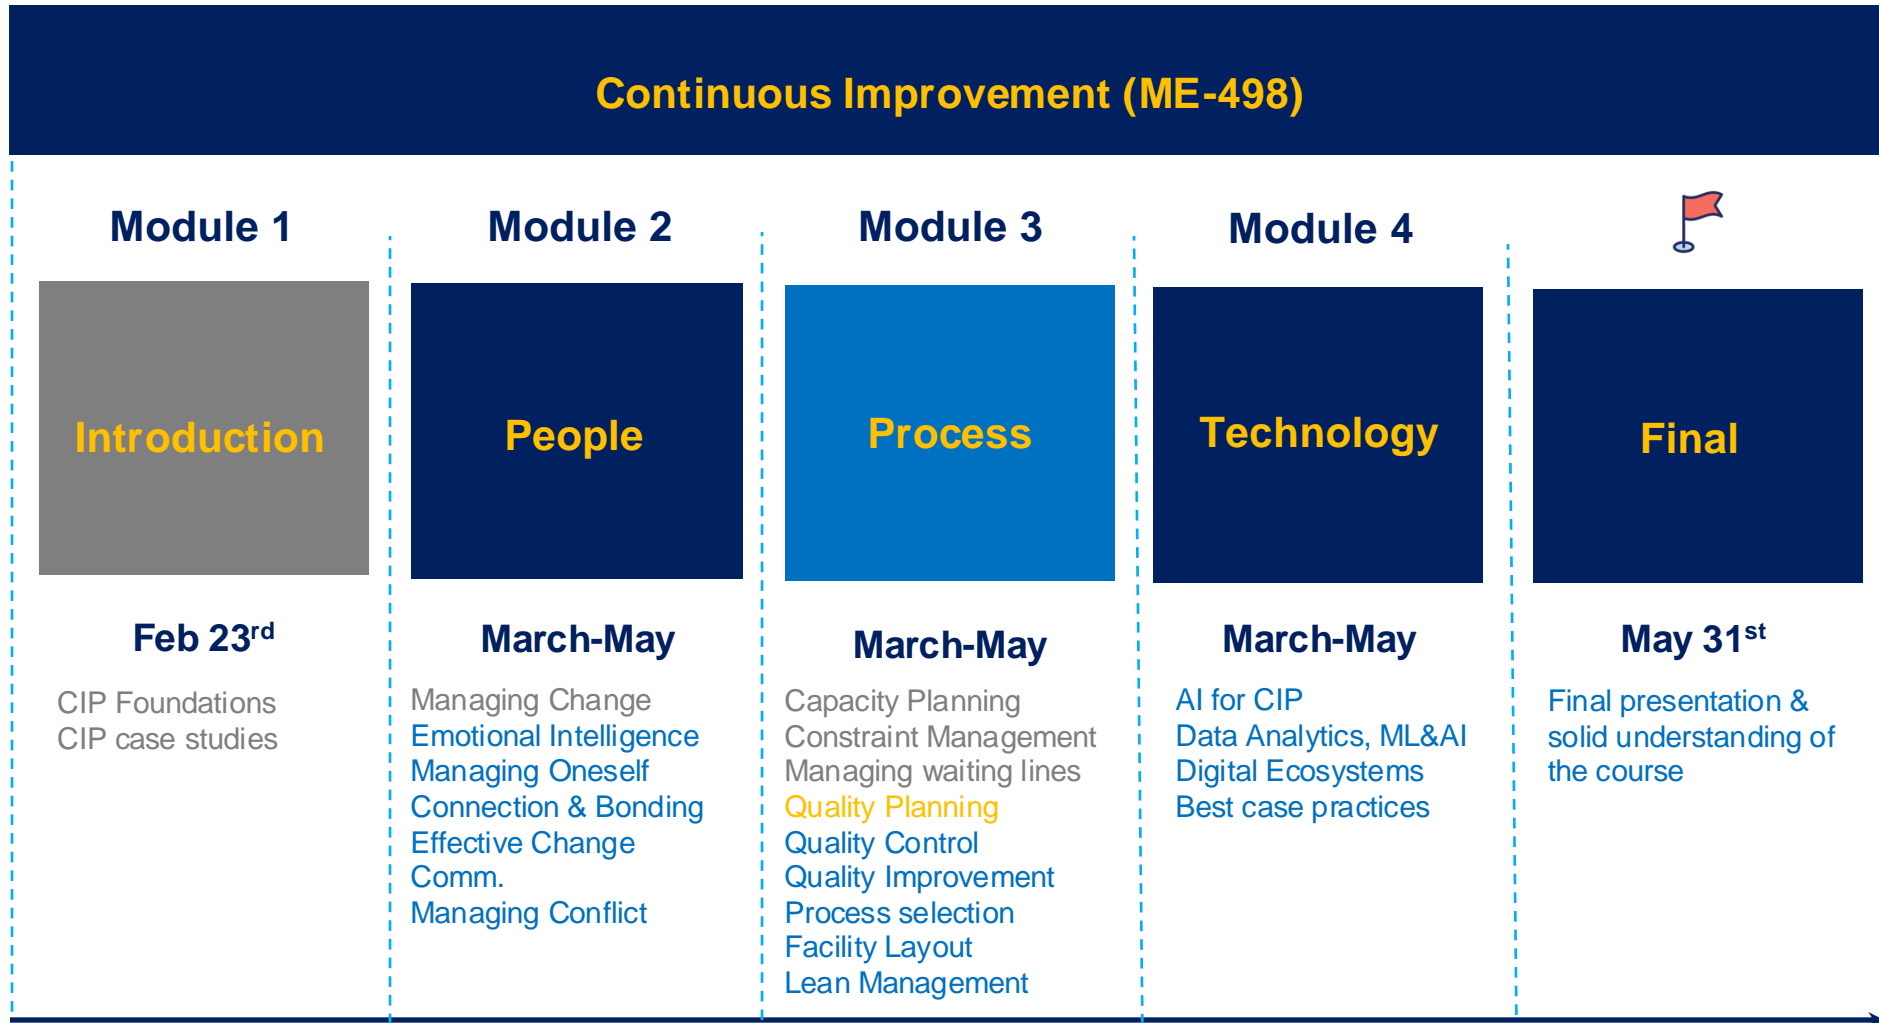 Continuous Improvement (ME-498)
Module 1
Module 2
Module 3
Module 4
Introduction
People
Process
Technology
Final
Feb 23rd
March-May
March-May
March-May
May 31st
CIP Foundations
CIP case studies
Managing Change
Emotional Intelligence
Managing Oneself
Connection & Bonding
Effective Change
Comm.
Managing Conflict
Capacity Planning
Constraint Management
Managing waiting lines
Quality Planning
Quality Control
Quality Improvement
Process selection
Facility Layout
Lean Management
AI for CIP
Data Analytics, ML&AI
Digital Ecosystems
Best case practices
Final presentation &
solid understanding of
the course